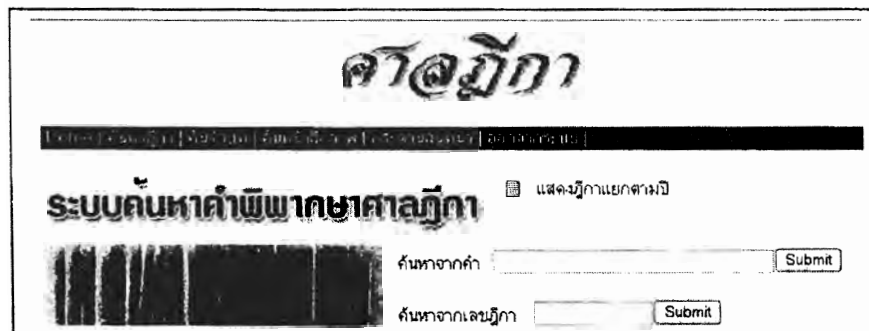 ศาลฎีกา
ระบบค้นหาคำพิพากษาศาลฎีกา
แสดงฎีกาแยกตามปี
ค้นหาจากคำ Submit
ค้นหาจากเลขฎีกา Submit